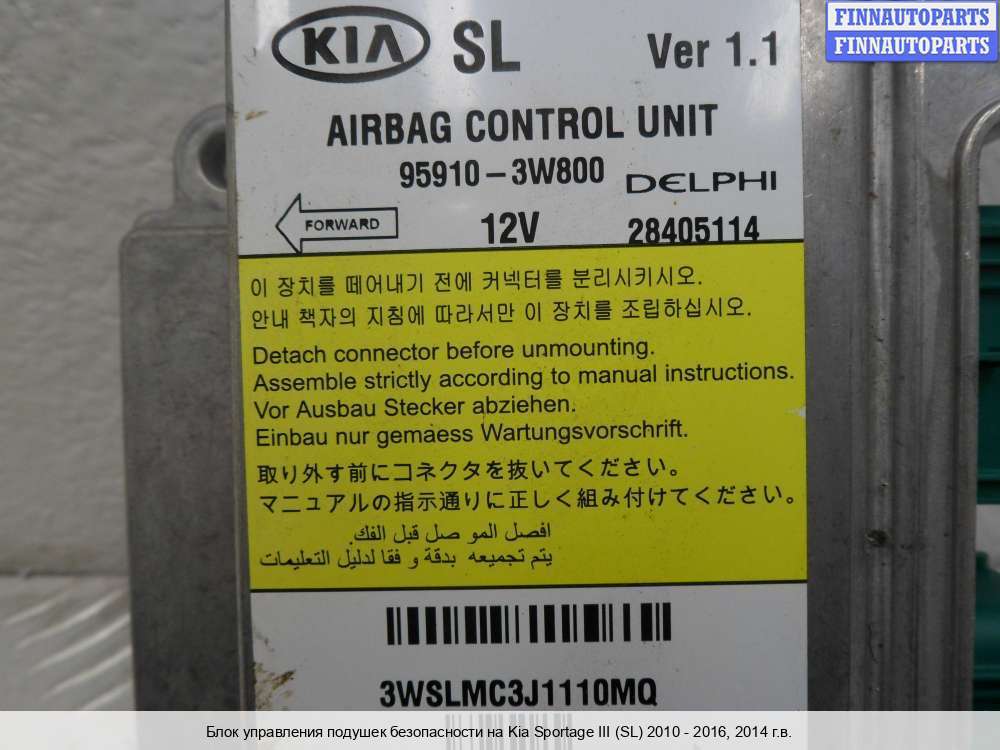 FINNAUTOPARTS
FINNAUTOPARTS
KIA SL Ver 1.1
AIRBAG CONTROL UNIT
95910-3W800 DELPHI
FORWARD 12V 28405114
이 장치를 떼어내기 전에 커넥터를 분리시키시오.
안내 책자의 지침에 따라서만 이 장치를 조립하십시오.
Detach connector before unmounting.
Assemble strictly according to manual instructions.
Vor Ausbau Stecker abziehen.
Einbau nur gemaess Wartungsvorschrift.
取り外す前にコネクタを抜いてください。
マニュアルの指示通りに正しく組み付けてください。
افصل المو صل قبل الفك.
يتم تجميعه بدقة و فقا لدليل التعليمات
3WSLMC3J1110MQ
Блок управления подушек безопасности на Kia Sportage III (SL) 2010 - 2016, 2014 г.в.